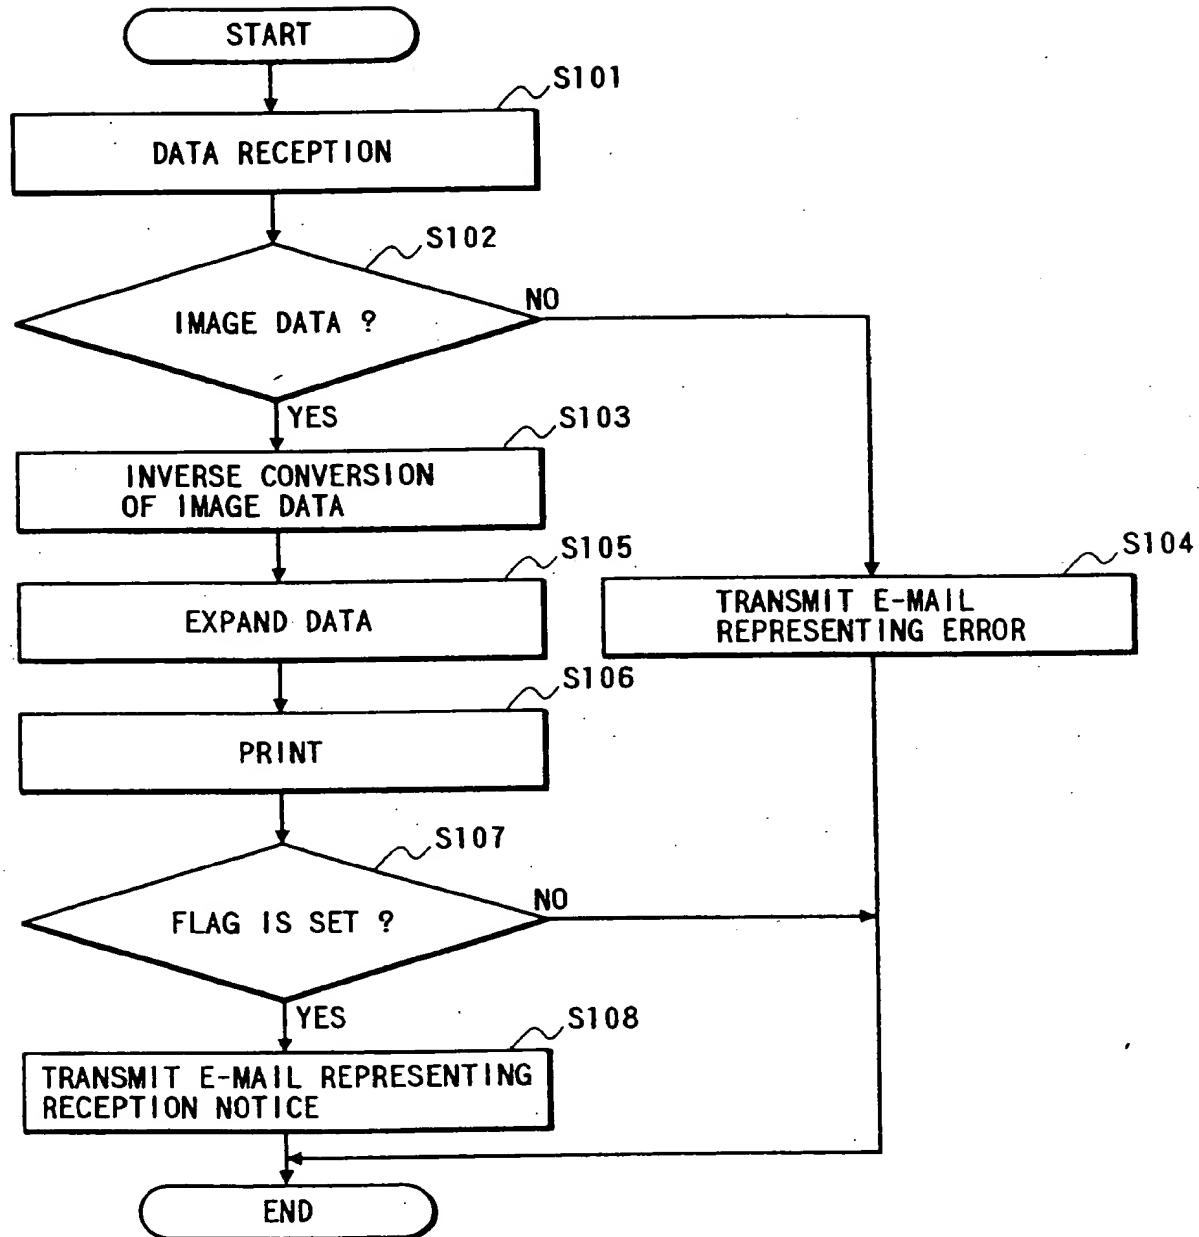 START
S101
DATA RECEPTION
S102
IMAGE DATA ?
NO
YES
S103
INVERSE CONVERSION
OF IMAGE DATA
S105
EXPAND DATA
S104
TRANSMIT E-MAIL
REPRESENTING ERROR
S106
PRINT
S107
FLAG IS SET ?
NO
YES
S108
TRANSMIT E-MAIL REPRESENTING
RECEPTION NOTICE
END